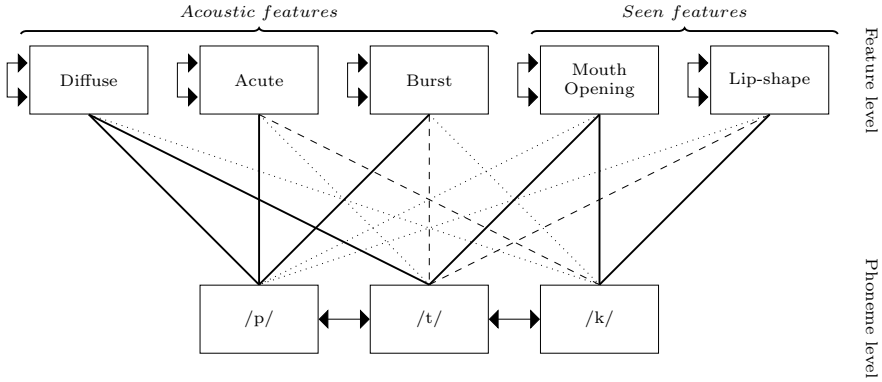 Acoustic features
Seen features
Diffuse
Acute
Burst
Mouth
Opening
Lip-shape
Feature level
/p/
/t/
/k/
Phoneme level